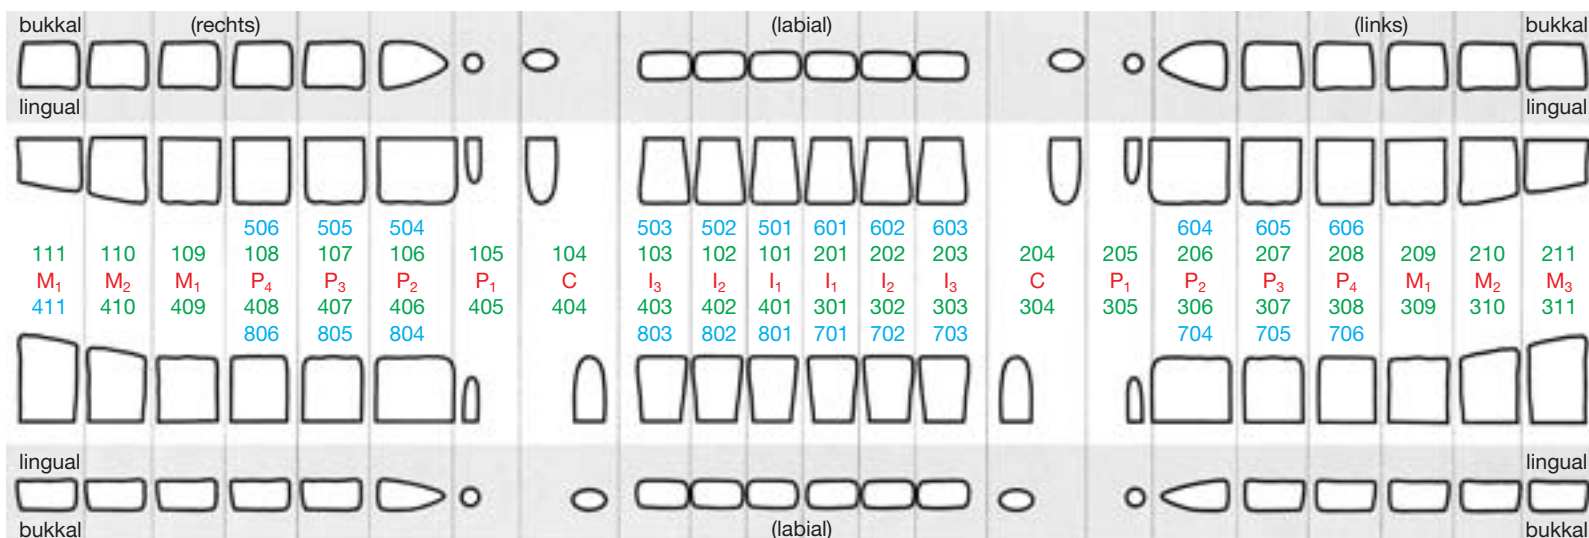 bukkal (rechts) (labial) (links) bukkal
lingual lingual
506 505 504 503 502 501 601 602 603 604 605 606
111 110 109 108 107 106 105 104 103 102 101 201 202 203 204 205 206 207 208 209 210 211
M₁ M₂ M₁ P₄ P₃ P₂ P₁ C I₃ I₂ I₁ I₁ I₂ I₃ C P₁ P₂ P₃ P₄ M₁ M₂ M₃
411 410 409 408 407 406 405 404 403 402 401 301 302 303 304 305 306 307 308 309 310 311
806 805 804 803 802 801 701 702 703 704 705 706
lingual lingual
bukkal (labial) bukkal